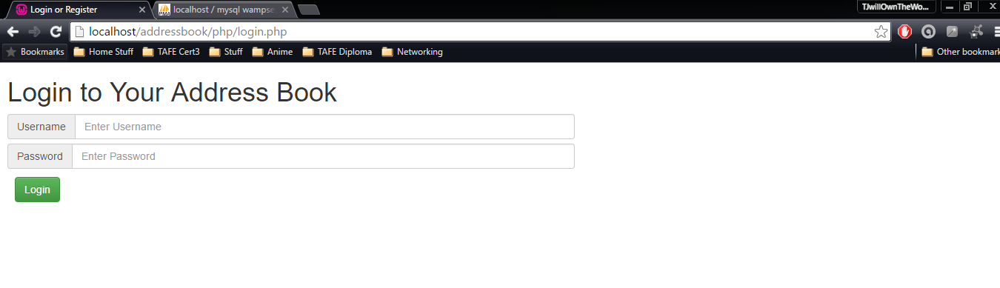 TJwillOwnTheWo...
Login or Register
localhost / mysql wampse
localhost/addressbook/php/login.php
Bookmarks Home Stuff TAFE Cert3 Stuff Anime TAFE Diploma Networking Other bookmark
Login to Your Address Book
Username Enter Username
Password Enter Password
Login